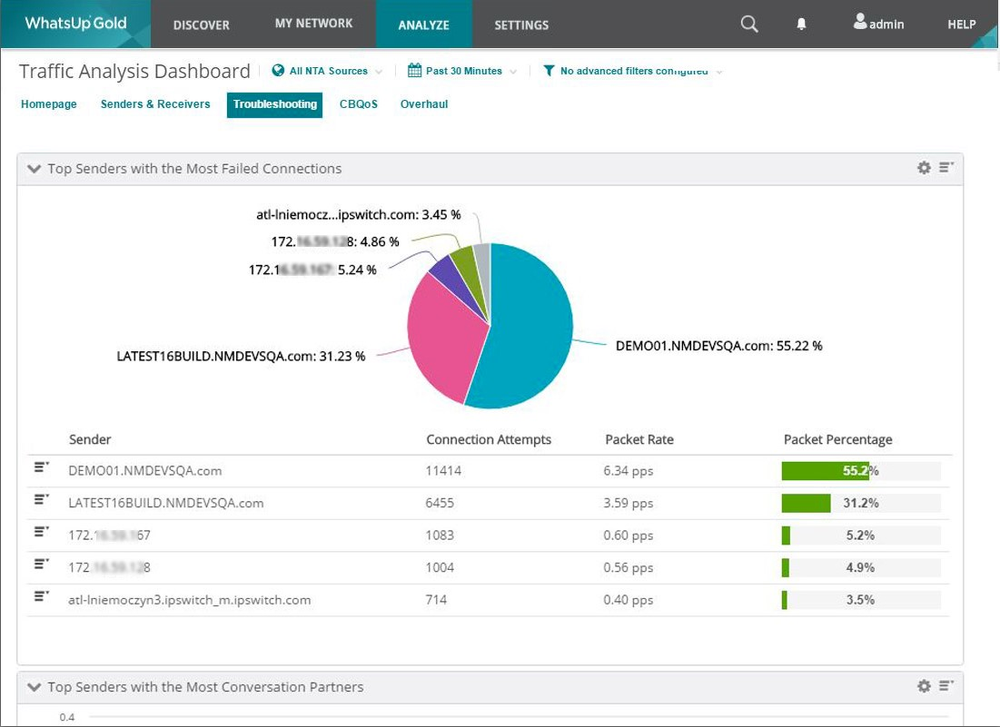 WhatsUp Gold DISCOVER MY NETWORK ANALYZE SETTINGS admin HELP
Traffic Analysis Dashboard All NTA Sources Past 30 Minutes No advanced filters configured
Homepage Senders & Receivers Troubleshooting CBQoS Overhaul
Top Senders with the Most Failed Connections
atl-lniemocz...ipswitch.com: 3.45 %
172. 8: 4.86 %
172.1 5.24 %
LATEST16BUILD.NMDEVSQA.com: 31.23 %
DEMO01.NMDEVSQA.com: 55.22 %
Sender Connection Attempts Packet Rate Packet Percentage
DEMO01.NMDEVSQA.com 11414 6.34 pps 55.2%
LATEST16BUILD.NMDEVSQA.com 6455 3.59 pps 31.2%
172. 67 1083 0.60 pps 5.2%
172 8 1004 0.56 pps 4.9%
atl-lniemoczyn3.ipswitch_m.ipswitch.com 714 0.40 pps 3.5%
Top Senders with the Most Conversation Partners
0.4